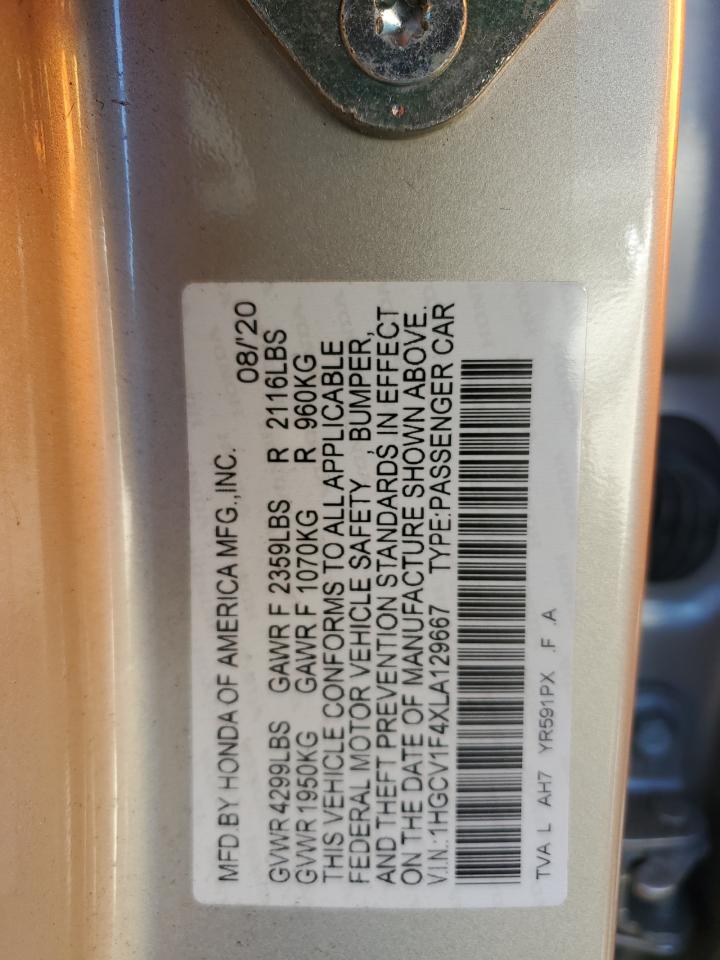 MFD.BY HONDA OF AMERICA MFG.,INC. 08/'20
GVWR 4299LBS GAWR F 2359LBS R 2116LBS
GVWR 1950KG GAWR F 1070KG R 960KG
THIS VEHICLE CONFORMS TO ALL APPLICABLE
FEDERAL MOTOR VEHICLE SAFETY , BUMPER,
AND THEFT PREVENTION STANDARDS IN EFFECT
ON THE DATE OF MANUFACTURE SHOWN ABOVE.
V.I.N.:1HGCV1F4XLA129667 TYPE:PASSENGER CAR
TVA L AH7 YR591PX .F .A